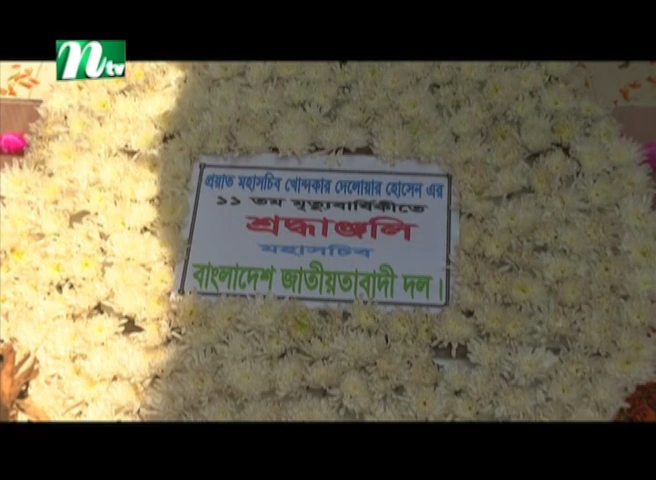 ntv
প্রয়াত মহাসচিব খোন্দকার দেলোয়ার হোসেন এর
১১ তম মৃত্যুবার্ষিকীতে
শ্রদ্ধাঞ্জলি
মহাসচিব
বাংলাদেশ জাতীয়তাবাদী দল।